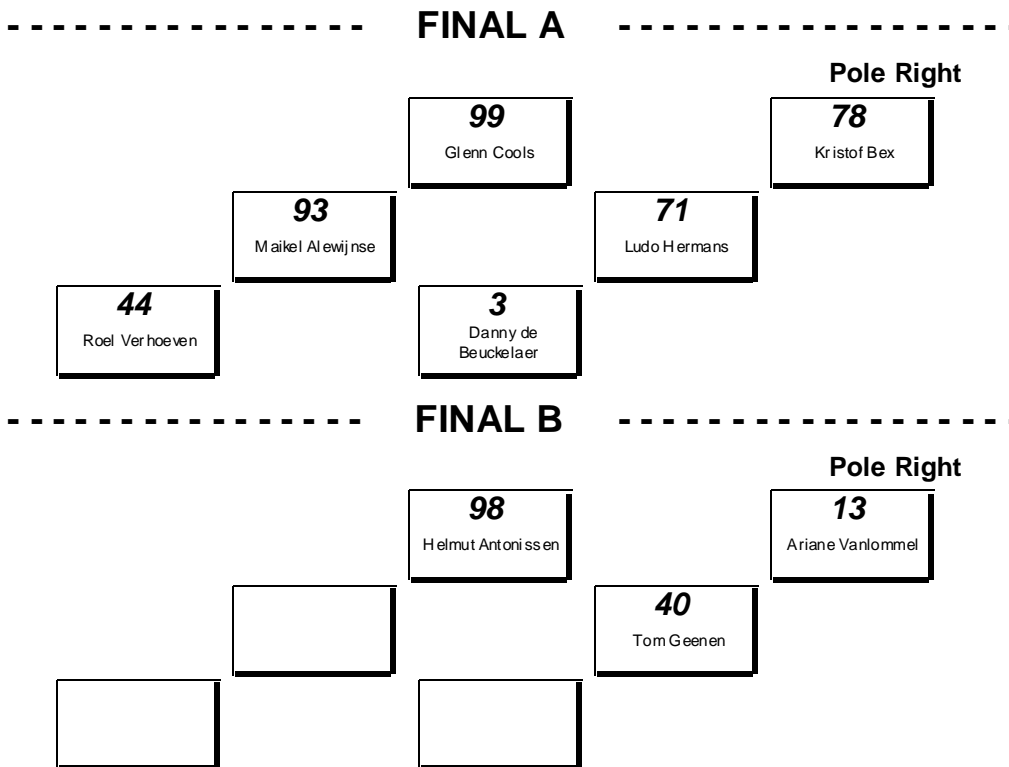 - - - - - - - - - - - - - - - - FINAL A - - - - - - - - - - - - - - - - -
Pole Right
99
Glenn Cools
78
Kristof Bex
93
Maikel Alewijnse
71
Ludo Hermans
44
Roel Verhoeven
3
Danny de
Beuckelaer
- - - - - - - - - - - - - - - - FINAL B - - - - - - - - - - - - - - - - -
Pole Right
98
Helmut Antonissen
13
Ariane Vanlommel
40
Tom Geenen